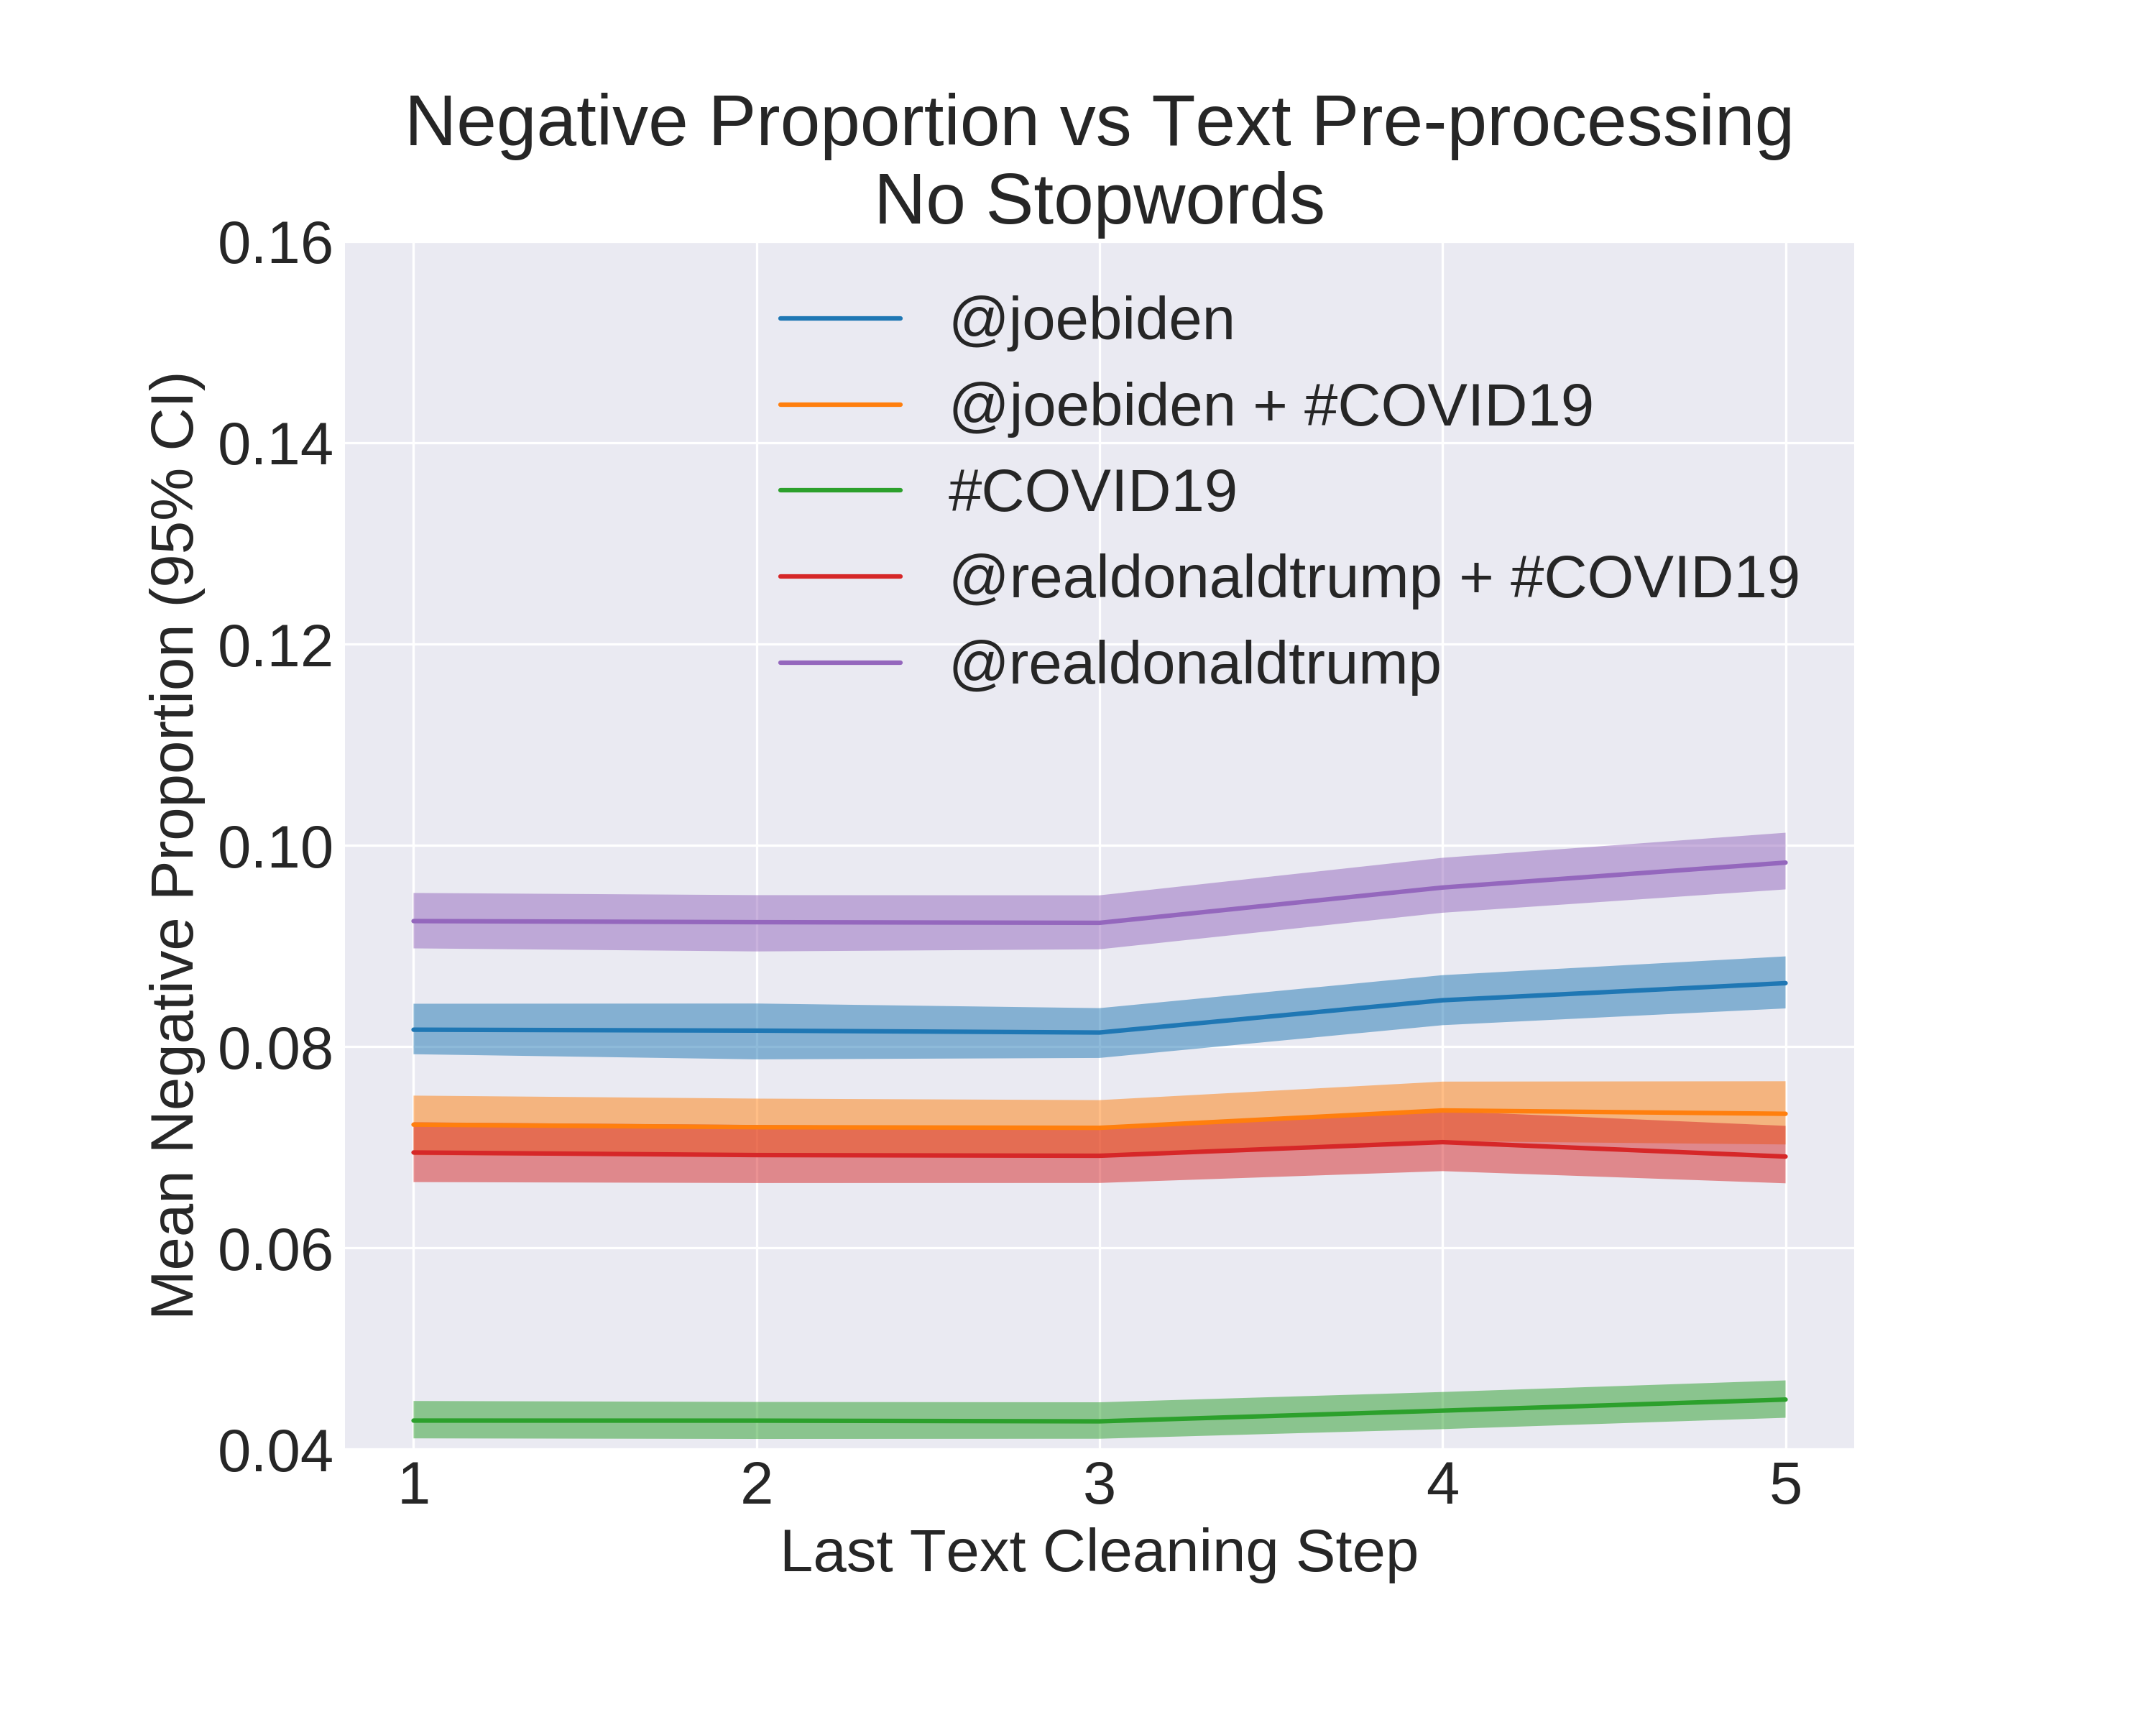 Negative Proportion vs Text Pre-processing
No Stopwords
Mean Negative Proportion (95% CI)
0.16
0.14
0.12
0.10
0.08
0.06
0.04
@joebiden
@joebiden + #COVID19
#COVID19
@realdonaldtrump + #COVID19
@realdonaldtrump
1 2 3 4 5
Last Text Cleaning Step